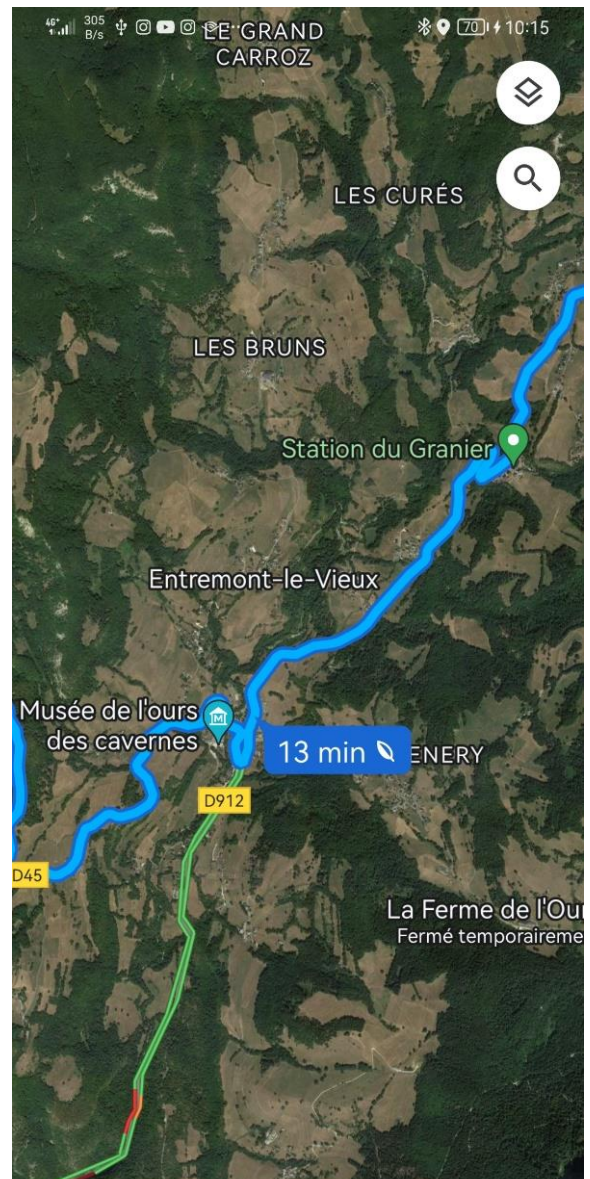 4G+ 305 B/s 70 10:15
LE GRAND
CARROZ
LES CURÉS
LES BRUNS
Station du Granier
Entremont-le-Vieux
Musée de l'ours
des cavernes
13 min
ENERY
D912
D45
La Ferme de l'Our
Fermé temporaireme